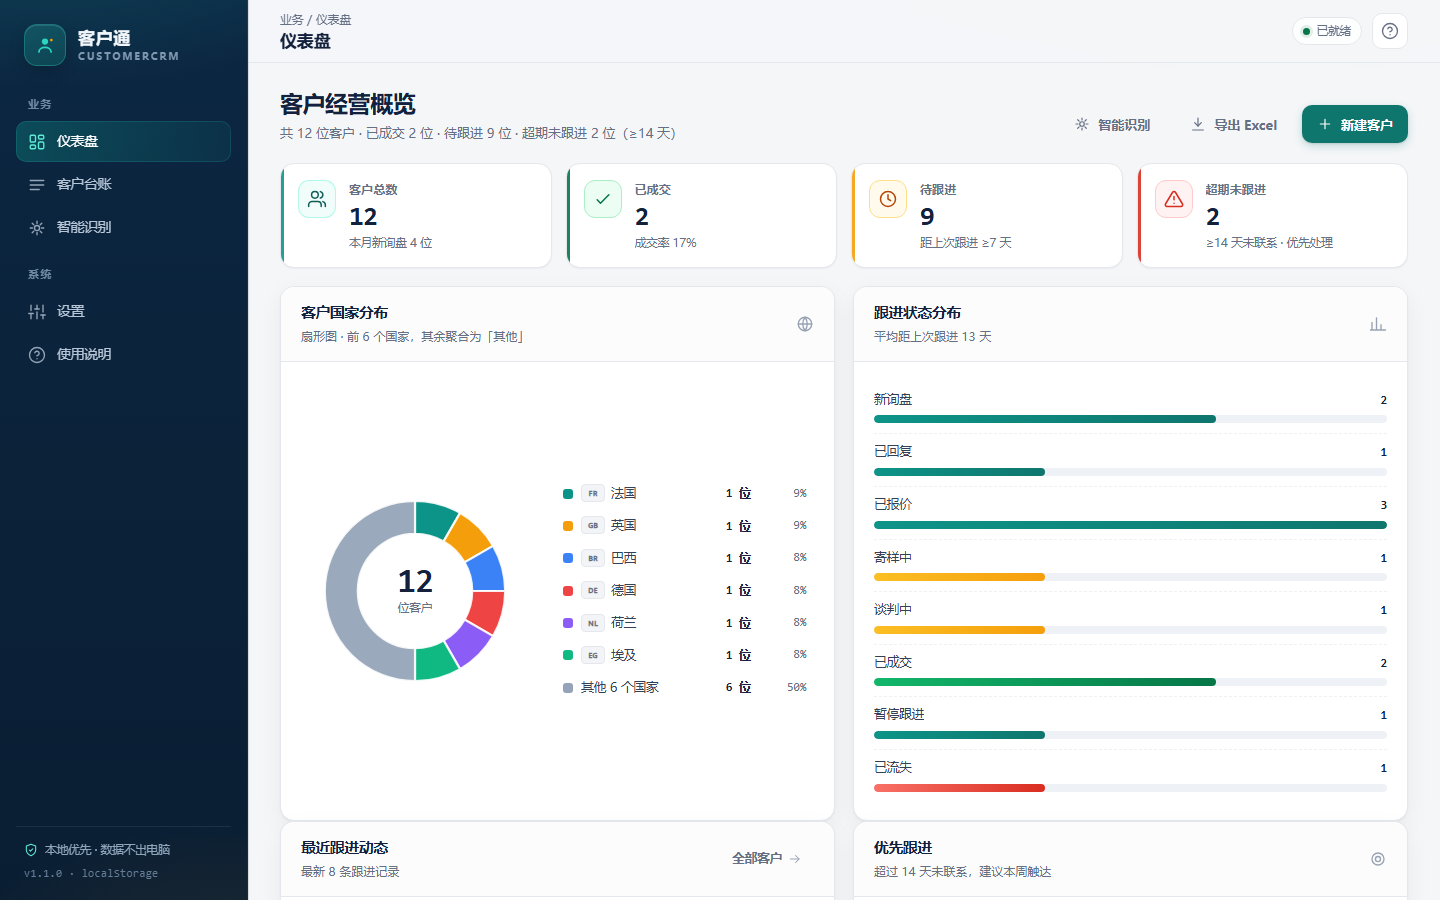 客户通
CUSTOMERCRM
业务
仪表盘
客户台账
智能识别
系统
设置
使用说明
本地优先 · 数据不出电脑
v1.1.0 · localStorage
业务 / 仪表盘
仪表盘
已就绪
客户经营概览
共 12 位客户 · 已成交 2 位 · 待跟进 9 位 · 超期未跟进 2 位（≥14 天）
智能识别
导出 Excel
新建客户
客户总数
12
本月新询盘 4 位
已成交
2
成交率 17%
待跟进
9
距上次跟进 ≥7 天
超期未跟进
2
≥14 天未联系 · 优先处理
客户国家分布
扇形图 · 前 6 个国家，其余聚合为「其他」
12
位客户
FR 法国 1 位 9%
GB 英国 1 位 9%
BR 巴西 1 位 8%
DE 德国 1 位 8%
NL 荷兰 1 位 8%
EG 埃及 1 位 8%
其他 6 个国家 6 位 50%
跟进状态分布
平均距上次跟进 13 天
新询盘 2
已回复 1
已报价 3
寄样中 1
谈判中 1
已成交 2
暂停跟进 1
已流失 1
最近跟进动态
最新 8 条跟进记录
全部客户 →
优先跟进
超过 14 天未联系，建议本周触达